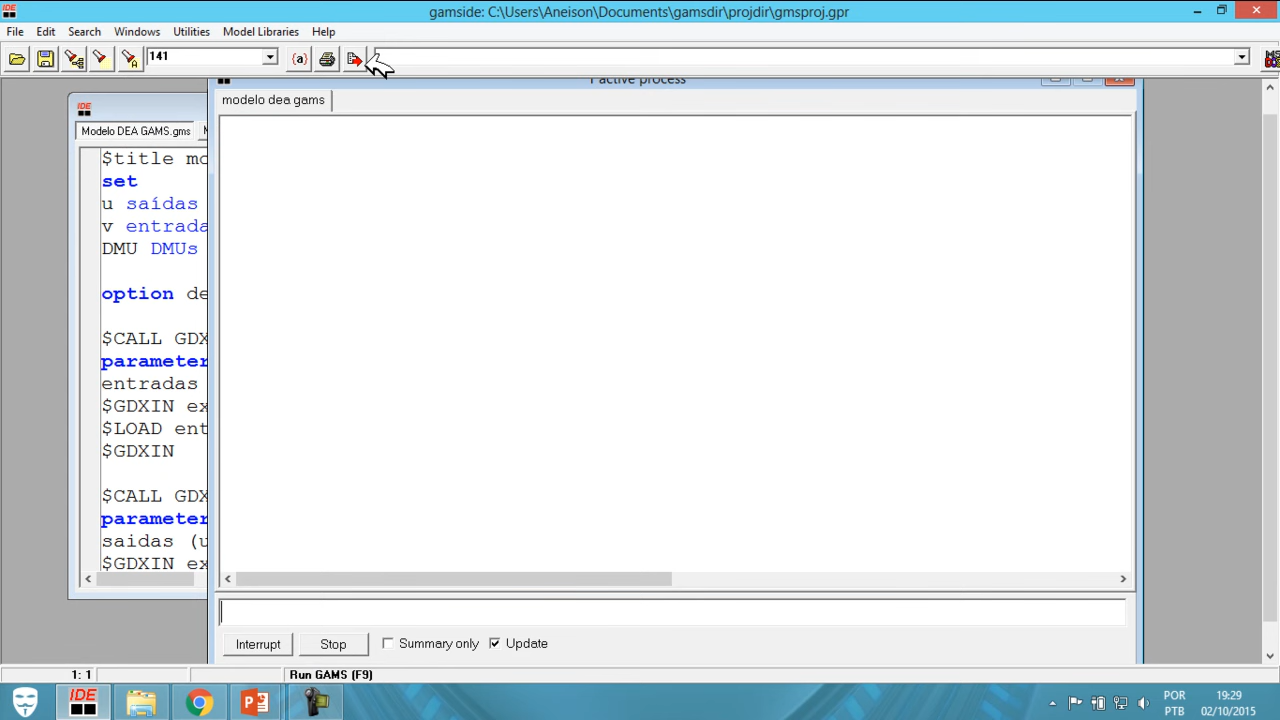 gamside: C:\Users\Aneison\Documents\gamsdir\projdir\gmsproj.gpr
File Edit Search Windows Utilities Model Libraries Help
141
{a}
active process
modelo dea gams
IDE
Modelo DEA GAMS.gms
$title mo
set
u saídas
v entrada
DMU DMUs
option de
$CALL GDX
parameter
entradas
$GDXIN ex
$LOAD ent
$GDXIN
$CALL GDX
parameter
saidas (u
$GDXIN ex
Interrupt Stop Summary only Update
1: 1 Run GAMS (F9)
IDE
POR 19:29
PTB 02/10/2015